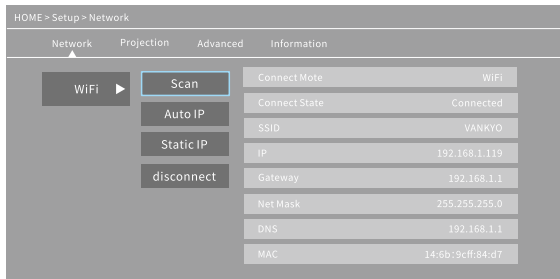 HOME > Setup > Network
Network Projection Advanced Information
WiFi
Scan
Auto IP
Static IP
disconnect
Connect Mote WiFi
Connect State Connected
SSID VANKYO
IP 192.168.1.119
Gateway 192.168.1.1
Net Mask 255.255.255.0
DNS 192.168.1.1
MAC 14:6b:9cff:84:d7